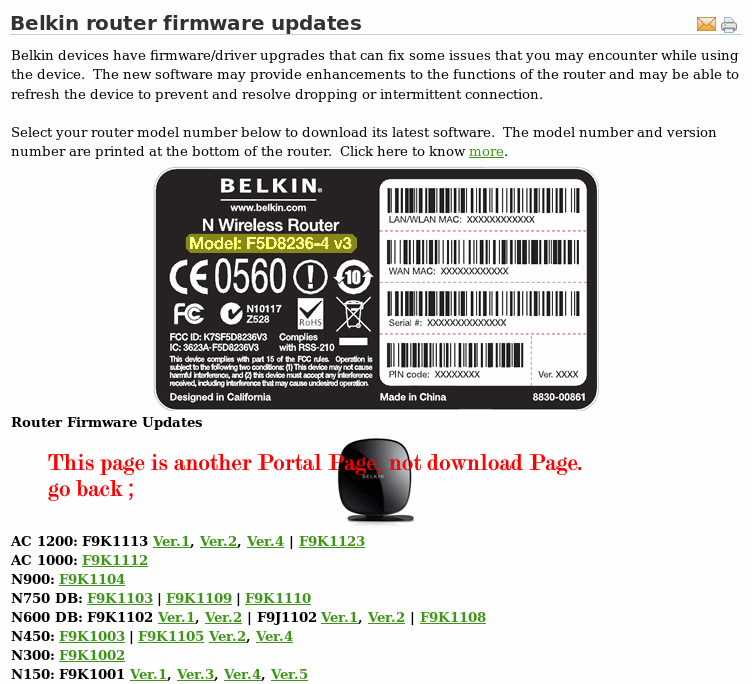 Belkin router firmware updates
Belkin devices have firmware/driver upgrades that can fix some issues that you may encounter while using
the device.  The new software may provide enhancements to the functions of the router and may be able to
refresh the device to prevent and resolve dropping or intermittent connection.
Select your router model number below to download its latest software.  The model number and version
number are printed at the bottom of the router.  Click here to know more.
BELKIN®
www.belkin.com
N Wireless Router
Model: F5D8236-4 v3
CE 0560
10
FC N10117
Z528
RoHS
FCC ID: K7SF5D8236V3
IC: 3623A-F5D8236V3
Complies
with RSS-210
This device complies with part 15 of the FCC rules.  Operation is
subject to the following two conditions: (1) This device may not cause
harmful interference, and (2) this device must accept any interference
received, including interference that may cause undesired operation.
LAN/WLAN MAC:  XXXXXXXXXXXX
WAN MAC:  XXXXXXXXXXXX
Serial #:  XXXXXXXXXXXXXX
PIN code:  XXXXXXXX Ver. XXXX
Designed in California Made in China 8830-00861
Router Firmware Updates
This page is another Portal Page, not download Page.
go back ;
BELKIN
AC 1200: F9K1113 Ver.1, Ver.2, Ver.4 | F9K1123
AC 1000: F9K1112
N900: F9K1104
N750 DB: F9K1103 | F9K1109 | F9K1110
N600 DB: F9K1102 Ver.1, Ver.2 | F9J1102 Ver.1, Ver.2 | F9K1108
N450: F9K1003 | F9K1105 Ver.2, Ver.4
N300: F9K1002
N150: F9K1001 Ver.1, Ver.3, Ver.4, Ver.5